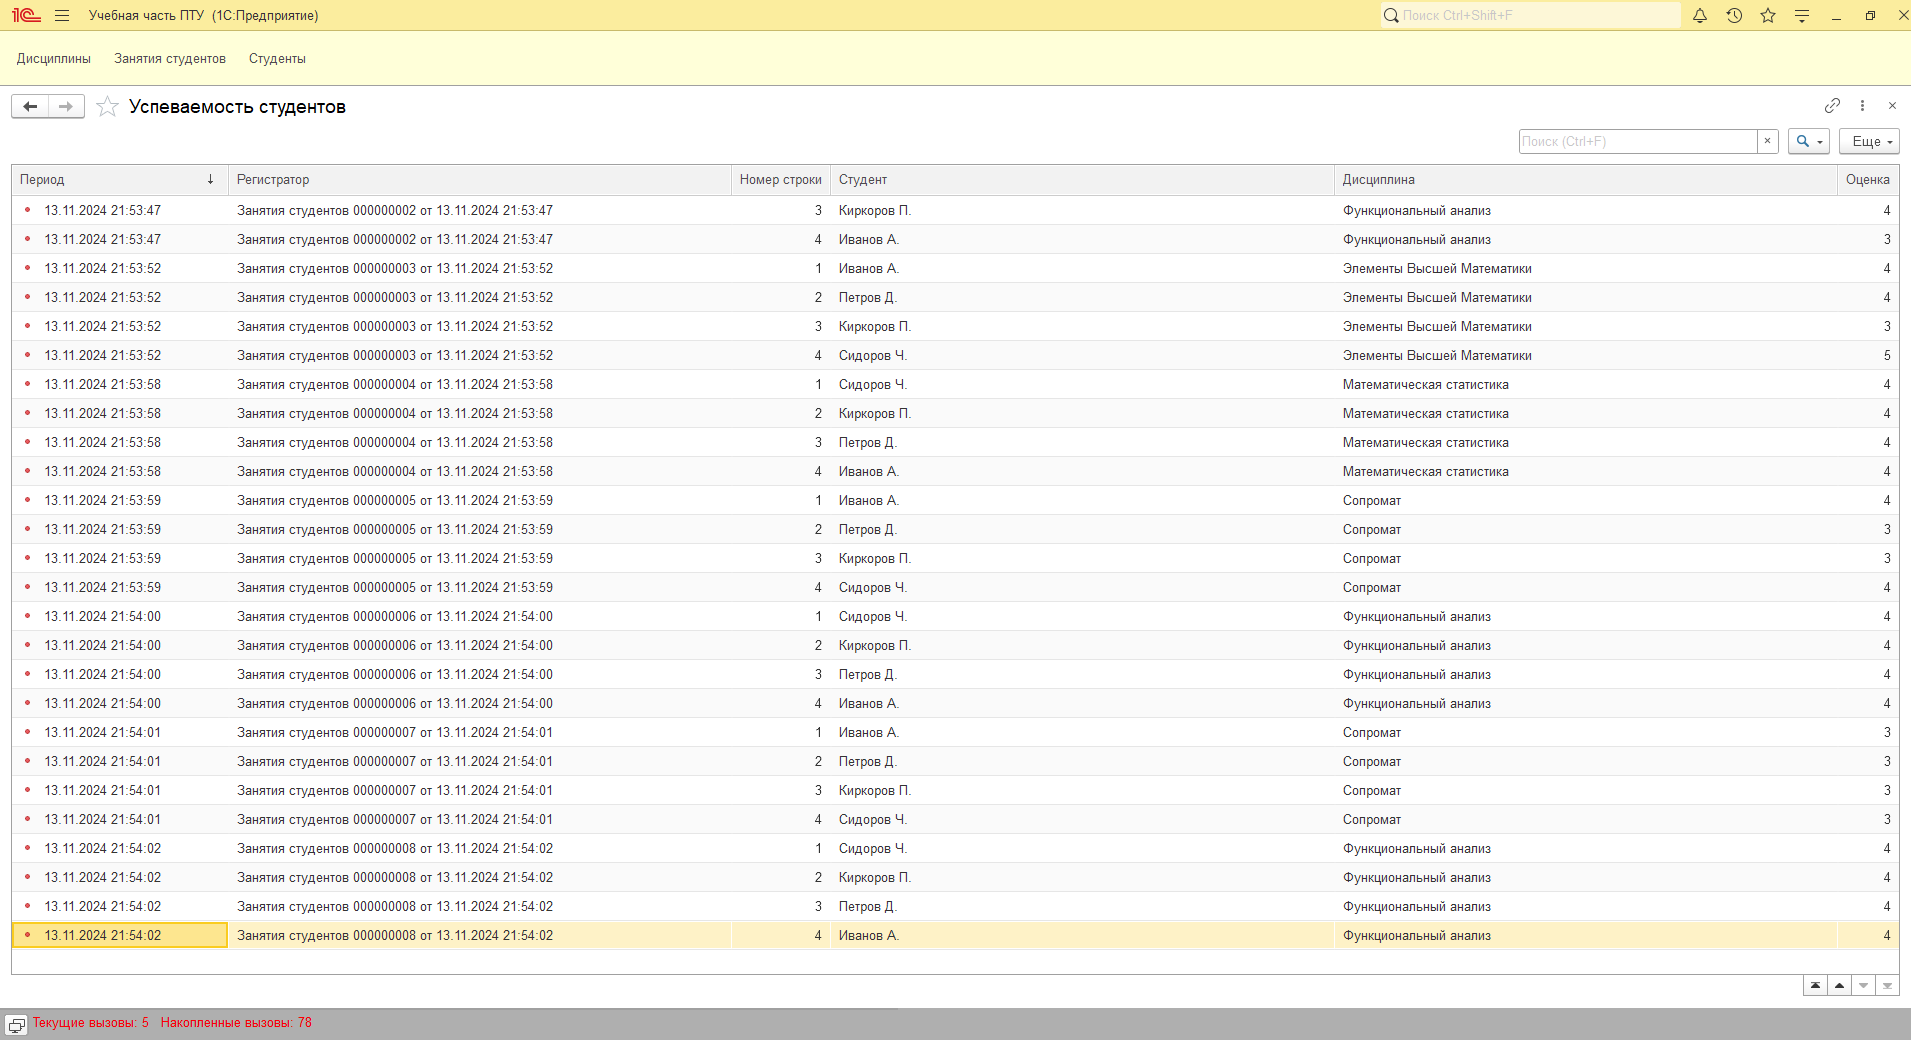 1С Учебная часть ПТУ (1С:Предприятие) Поиск Ctrl+Shift+F
Дисциплины Занятия студентов Студенты
Успеваемость студентов
Поиск (Ctrl+F) × Еще
Период ↓ Регистратор Номер строки Студент Дисциплина Оценка
13.11.2024 21:53:47 Занятия студентов 000000002 от 13.11.2024 21:53:47 3 Киркоров П. Функциональный анализ 4
13.11.2024 21:53:47 Занятия студентов 000000002 от 13.11.2024 21:53:47 4 Иванов А. Функциональный анализ 3
13.11.2024 21:53:52 Занятия студентов 000000003 от 13.11.2024 21:53:52 1 Иванов А. Элементы Высшей Математики 4
13.11.2024 21:53:52 Занятия студентов 000000003 от 13.11.2024 21:53:52 2 Петров Д. Элементы Высшей Математики 4
13.11.2024 21:53:52 Занятия студентов 000000003 от 13.11.2024 21:53:52 3 Киркоров П. Элементы Высшей Математики 3
13.11.2024 21:53:52 Занятия студентов 000000003 от 13.11.2024 21:53:52 4 Сидоров Ч. Элементы Высшей Математики 5
13.11.2024 21:53:58 Занятия студентов 000000004 от 13.11.2024 21:53:58 1 Сидоров Ч. Математическая статистика 4
13.11.2024 21:53:58 Занятия студентов 000000004 от 13.11.2024 21:53:58 2 Киркоров П. Математическая статистика 4
13.11.2024 21:53:58 Занятия студентов 000000004 от 13.11.2024 21:53:58 3 Петров Д. Математическая статистика 4
13.11.2024 21:53:58 Занятия студентов 000000004 от 13.11.2024 21:53:58 4 Иванов А. Математическая статистика 4
13.11.2024 21:53:59 Занятия студентов 000000005 от 13.11.2024 21:53:59 1 Иванов А. Сопромат 4
13.11.2024 21:53:59 Занятия студентов 000000005 от 13.11.2024 21:53:59 2 Петров Д. Сопромат 3
13.11.2024 21:53:59 Занятия студентов 000000005 от 13.11.2024 21:53:59 3 Киркоров П. Сопромат 3
13.11.2024 21:53:59 Занятия студентов 000000005 от 13.11.2024 21:53:59 4 Сидоров Ч. Сопромат 4
13.11.2024 21:54:00 Занятия студентов 000000006 от 13.11.2024 21:54:00 1 Сидоров Ч. Функциональный анализ 4
13.11.2024 21:54:00 Занятия студентов 000000006 от 13.11.2024 21:54:00 2 Киркоров П. Функциональный анализ 4
13.11.2024 21:54:00 Занятия студентов 000000006 от 13.11.2024 21:54:00 3 Петров Д. Функциональный анализ 4
13.11.2024 21:54:00 Занятия студентов 000000006 от 13.11.2024 21:54:00 4 Иванов А. Функциональный анализ 4
13.11.2024 21:54:01 Занятия студентов 000000007 от 13.11.2024 21:54:01 1 Иванов А. Сопромат 3
13.11.2024 21:54:01 Занятия студентов 000000007 от 13.11.2024 21:54:01 2 Петров Д. Сопромат 3
13.11.2024 21:54:01 Занятия студентов 000000007 от 13.11.2024 21:54:01 3 Киркоров П. Сопромат 3
13.11.2024 21:54:01 Занятия студентов 000000007 от 13.11.2024 21:54:01 4 Сидоров Ч. Сопромат 3
13.11.2024 21:54:02 Занятия студентов 000000008 от 13.11.2024 21:54:02 1 Сидоров Ч. Функциональный анализ 4
13.11.2024 21:54:02 Занятия студентов 000000008 от 13.11.2024 21:54:02 2 Киркоров П. Функциональный анализ 4
13.11.2024 21:54:02 Занятия студентов 000000008 от 13.11.2024 21:54:02 3 Петров Д. Функциональный анализ 4
13.11.2024 21:54:02 Занятия студентов 000000008 от 13.11.2024 21:54:02 4 Иванов А. Функциональный анализ 4
Текущие вызовы: 5 Накопленные вызовы: 78